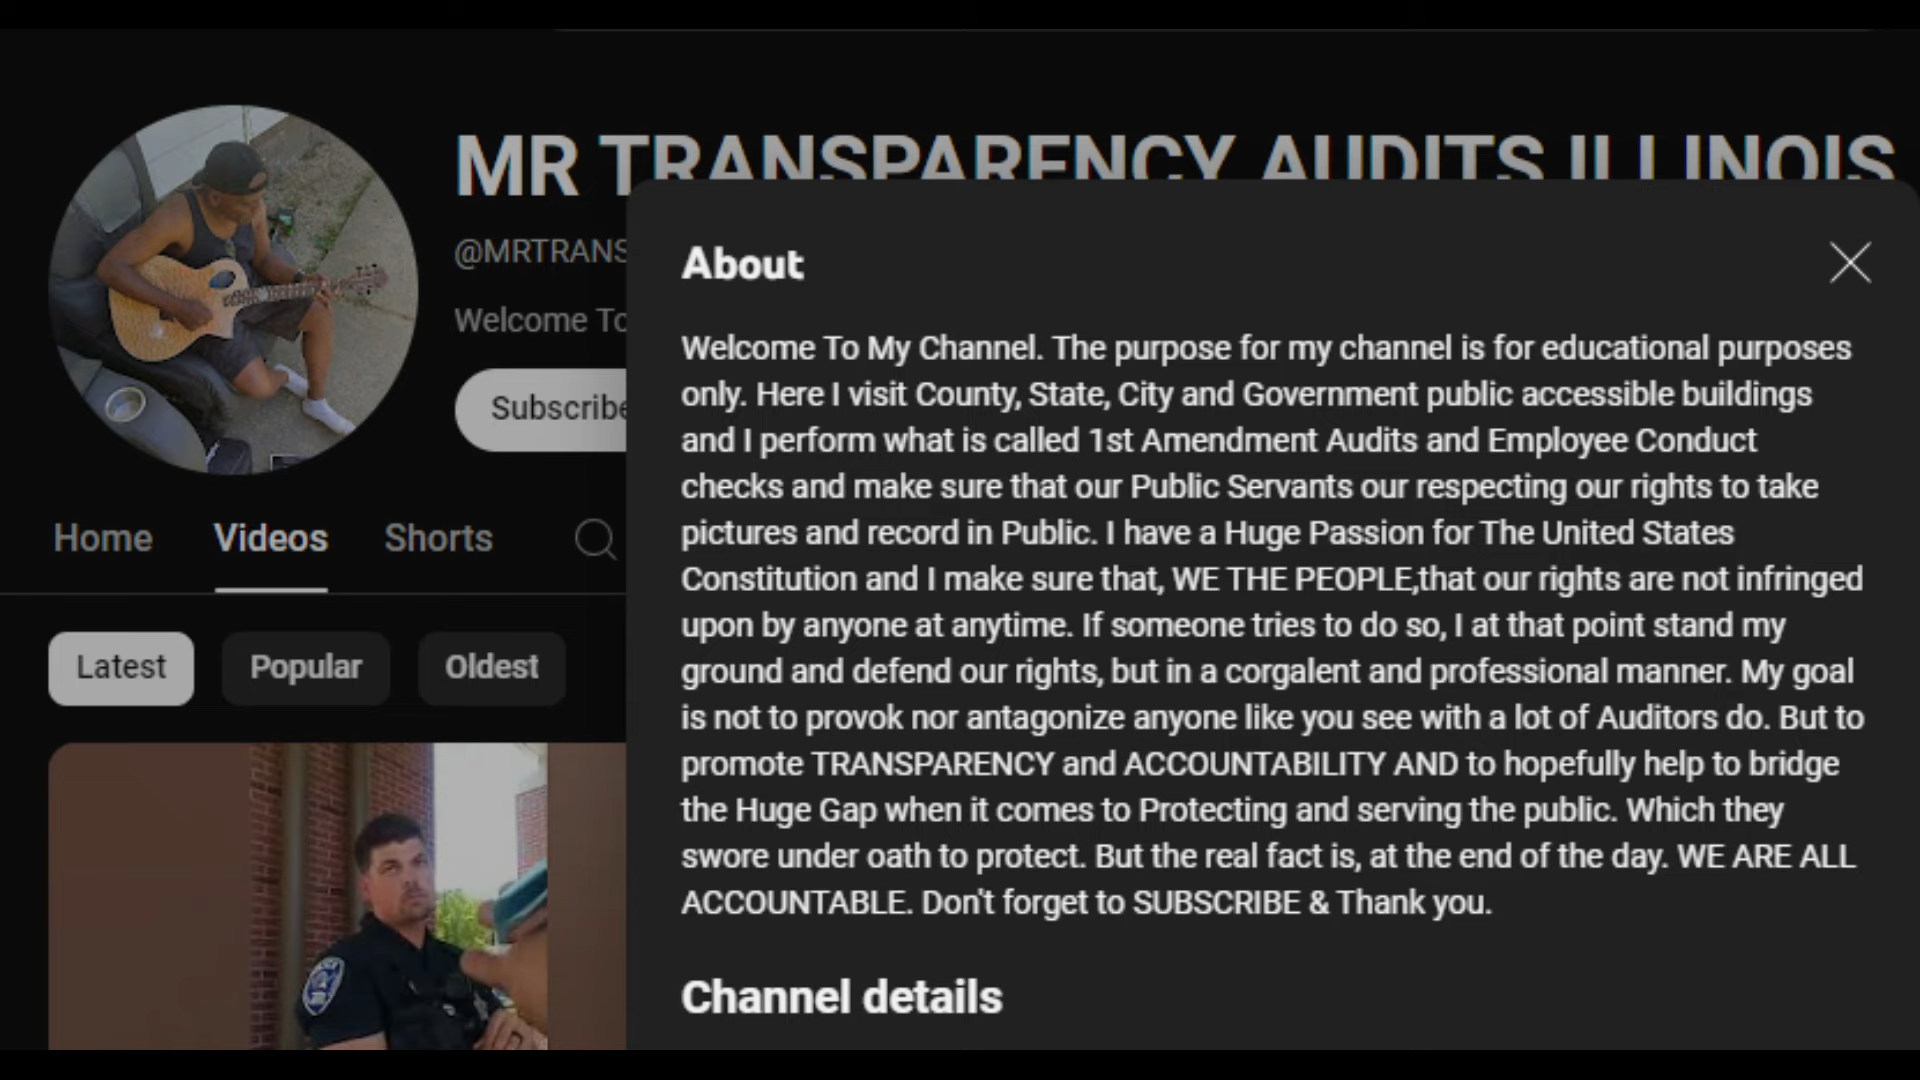 MR TRANSPARENCY AUDITS ILLINOIS
@MRTRANS
Welcome To
Subscribe
Home Videos Shorts
Latest Popular Oldest
About
Welcome To My Channel. The purpose for my channel is for educational purposes
only. Here I visit County, State, City and Government public accessible buildings
and I perform what is called 1st Amendment Audits and Employee Conduct
checks and make sure that our Public Servants our respecting our rights to take
pictures and record in Public. I have a Huge Passion for The United States
Constitution and I make sure that, WE THE PEOPLE,that our rights are not infringed
upon by anyone at anytime. If someone tries to do so, I at that point stand my
ground and defend our rights, but in a corgalent and professional manner. My goal
is not to provok nor antagonize anyone like you see with a lot of Auditors do. But to
promote TRANSPARENCY and ACCOUNTABILITY AND to hopefully help to bridge
the Huge Gap when it comes to Protecting and serving the public. Which they
swore under oath to protect. But the real fact is, at the end of the day. WE ARE ALL
ACCOUNTABLE. Don't forget to SUBSCRIBE & Thank you.
Channel details